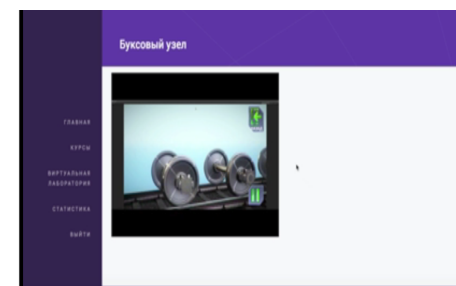 Буксовый узел
ГЛАВНАЯ
КУРСЫ
ВИРТУАЛЬНАЯ
ЛАБОРАТОРИЯ
СТАТИСТИКА
ВЫЙТИ